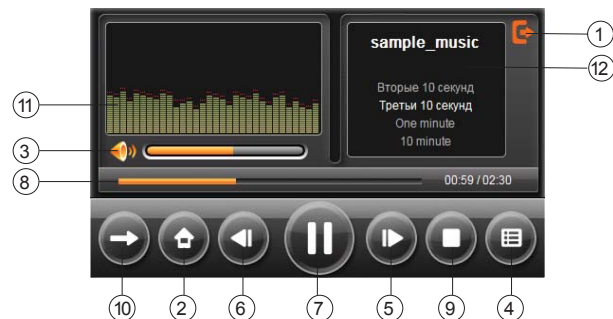 sample_music
1
12
Вторые 10 секунд
Третьи 10 секунд
One minute
10 minute
11
3
8
00:59 / 02:30
10
2
6
7
5
9
4